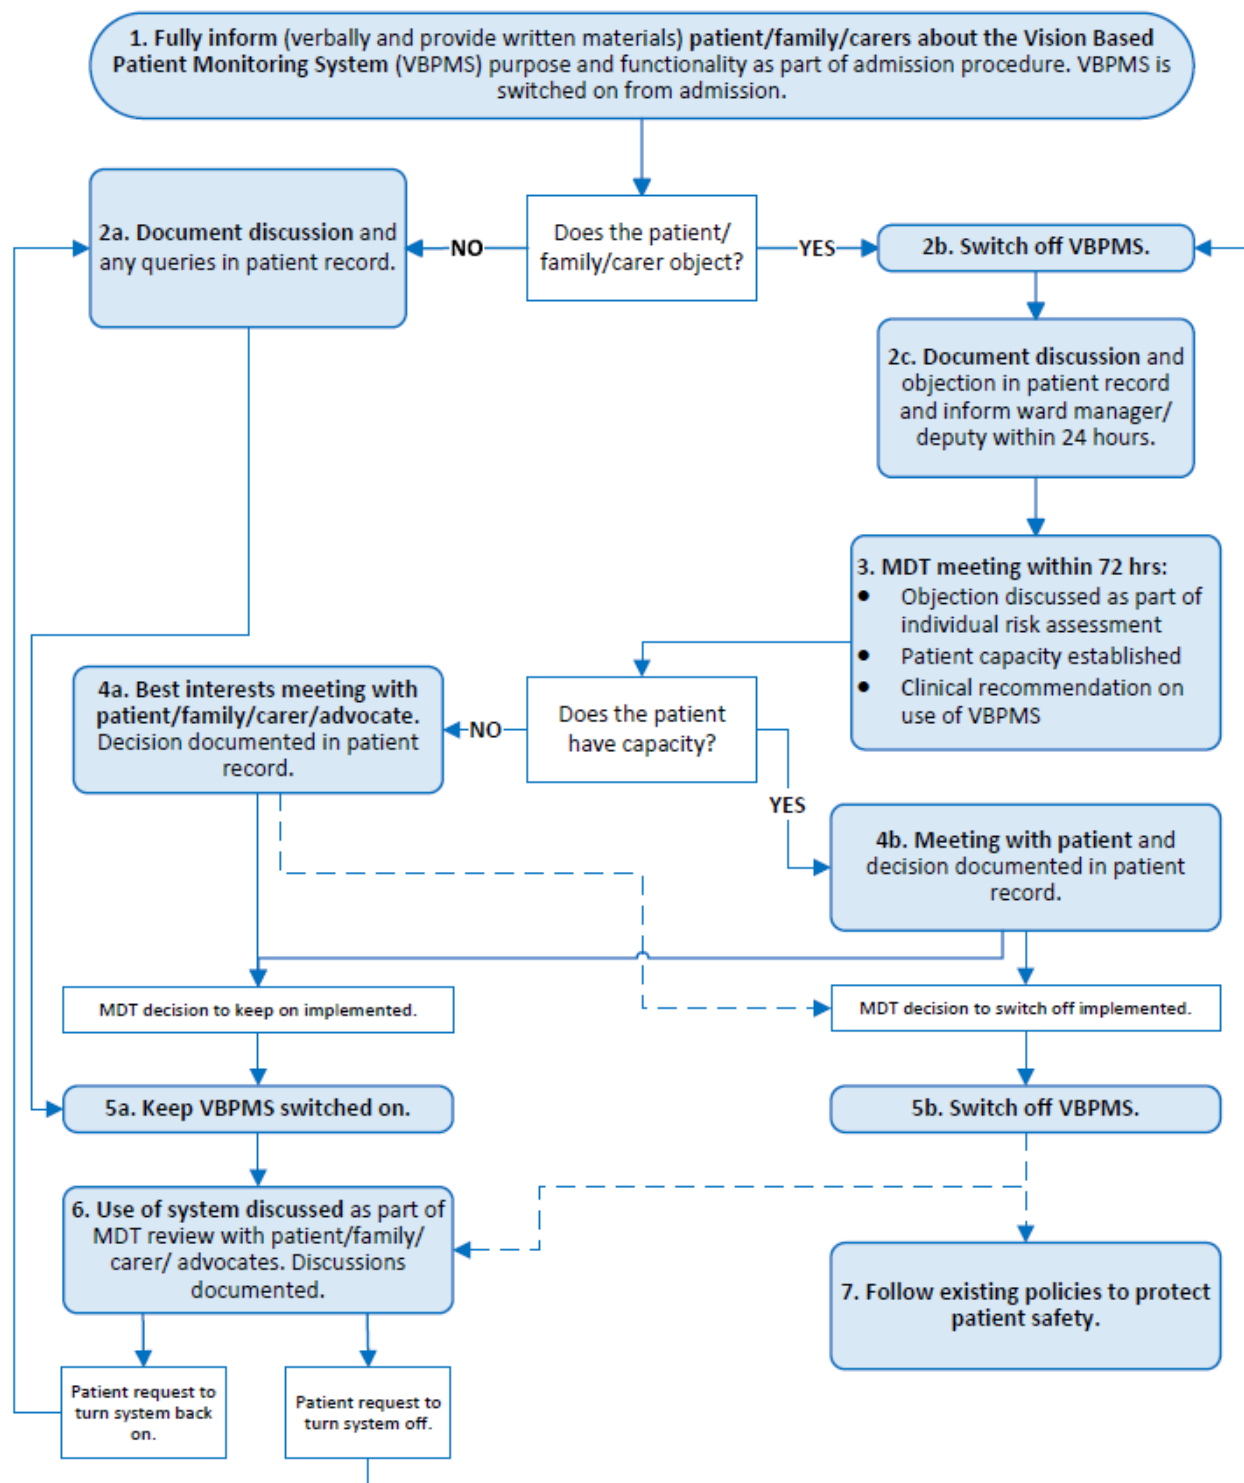 1. Fully inform (verbally and provide written materials) patient/family/carers about the Vision Based
Patient Monitoring System (VBPMS) purpose and functionality as part of admission procedure. VBPMS is
switched on from admission.
2a. Document discussion and
any queries in patient record.
NO
Does the patient/
family/carer object?
YES
2b. Switch off VBPMS.
2c. Document discussion and
objection in patient record
and inform ward manager/
deputy within 24 hours.
3. MDT meeting within 72 hrs:
● Objection discussed as part of
individual risk assessment
● Patient capacity established
● Clinical recommendation on
use of VBPMS
4a. Best interests meeting with
patient/family/carer/advocate.
Decision documented in patient
record.
NO
Does the patient
have capacity?
YES
4b. Meeting with patient and
decision documented in patient
record.
MDT decision to keep on implemented.
MDT decision to switch off implemented.
5a. Keep VBPMS switched on.
5b. Switch off VBPMS.
6. Use of system discussed as part of
MDT review with patient/family/
carer/ advocates. Discussions
documented.
7. Follow existing policies to protect
patient safety.
Patient request to
turn system back
on.
Patient request to
turn system off.